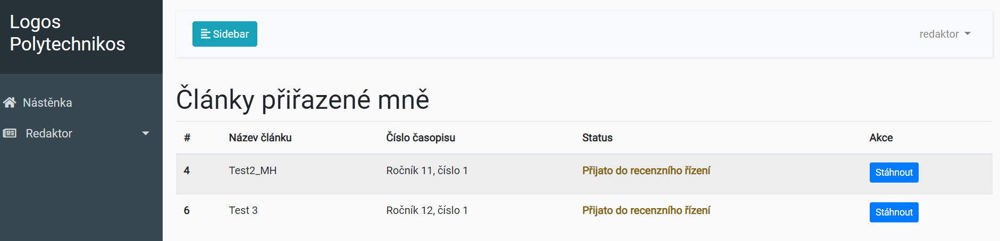 Logos
Polytechnikos
Sidebar
redaktor
Nástěnka
Redaktor
Články přiřazené mně
# Název článku Číslo časopisu Status Akce
4 Test2_MH Ročník 11, číslo 1 Přijato do recenzního řízení Stáhnout
6 Test 3 Ročník 12, číslo 1 Přijato do recenzního řízení Stáhnout